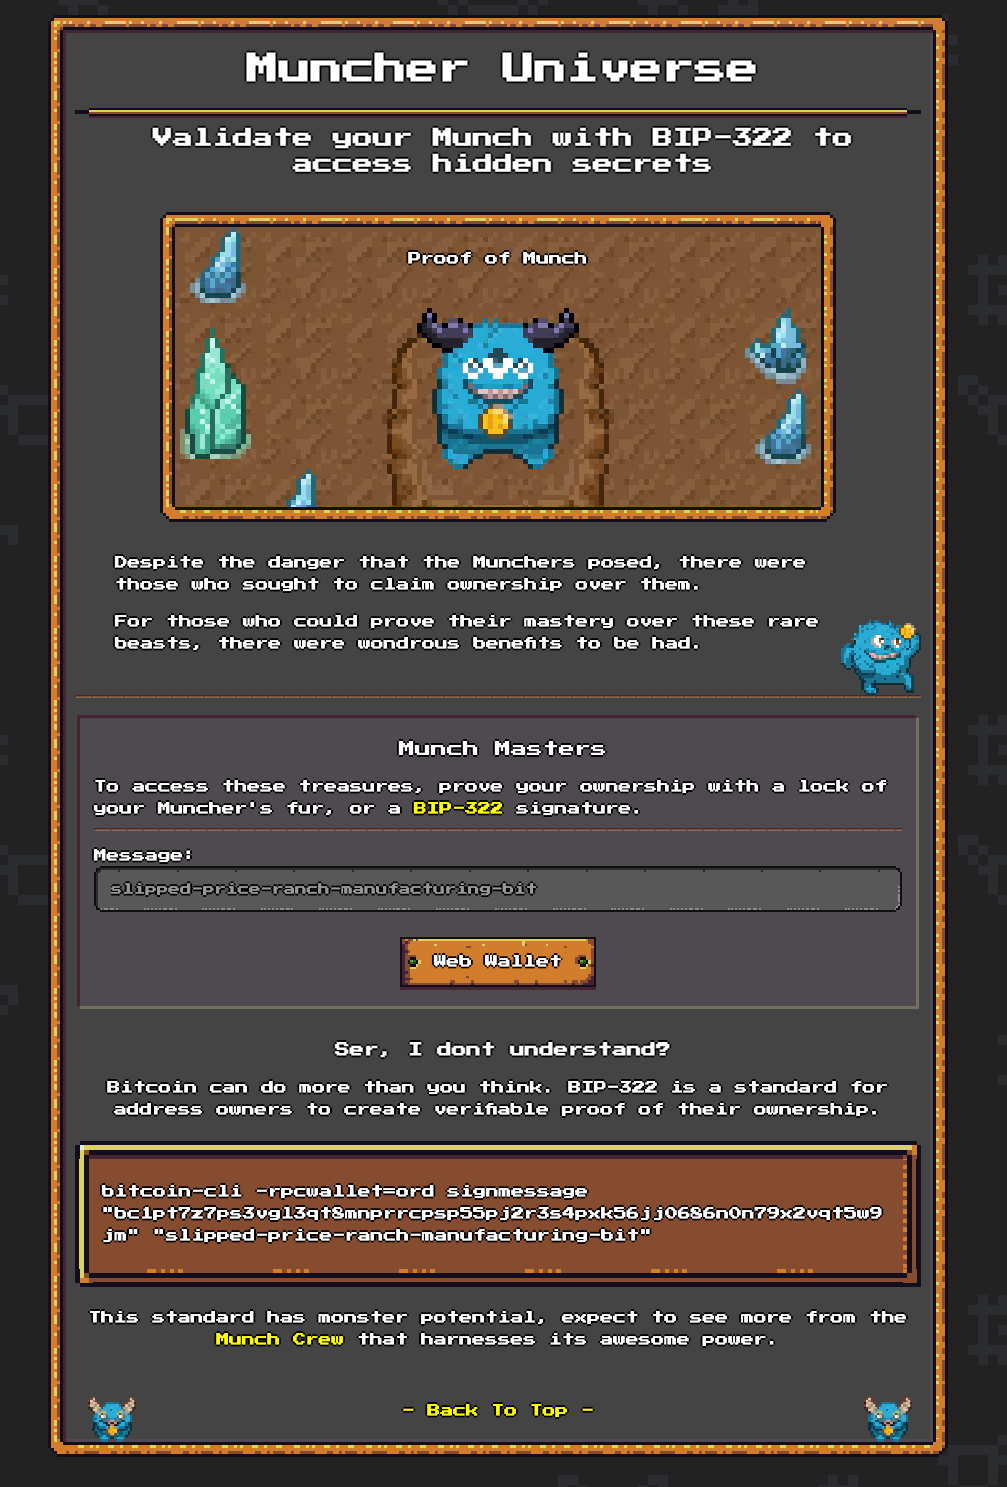 Muncher Universe
Validate your Munch with BIP-322 to
access hidden secrets
Proof of Munch
Despite the danger that the Munchers posed, there were
those who sought to claim ownership over them.
For those who could prove their mastery over these rare
beasts, there were wondrous benefits to be had.
Munch Masters
To access these treasures, prove your ownership with a lock of
your Muncher's fur, or a BIP-322 signature.
Message:
slipped-price-ranch-manufacturing-bit
Web Wallet
Ser, I dont understand?
Bitcoin can do more than you think. BIP-322 is a standard for
address owners to create verifiable proof of their ownership.
bitcoin-cli -rpcwallet=ord signmessage
"bc1pt7z7ps3vgl3qt8mnprrcpsp55pj2r3s4pxk56jj0686n0n79x2vqt5w9
jm" "slipped-price-ranch-manufacturing-bit"
This standard has monster potential, expect to see more from the
Munch Crew that harnesses its awesome power.
- Back To Top -